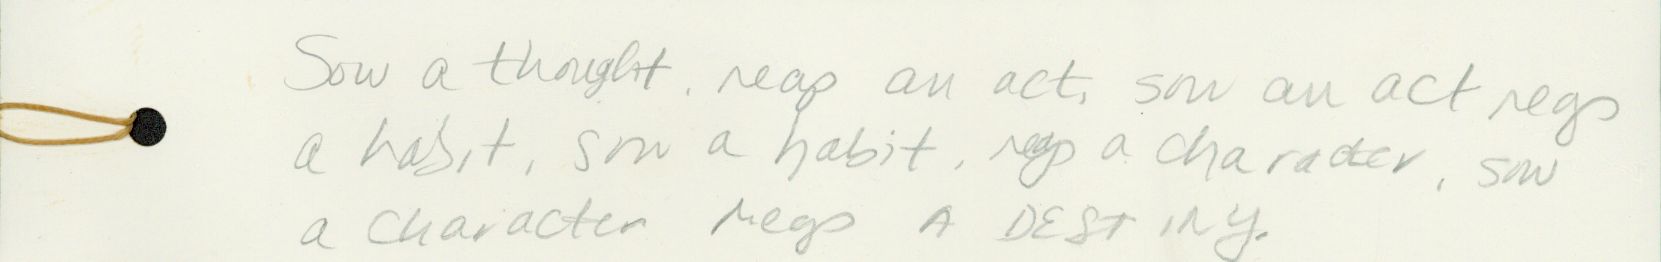 Sow a thought, reap an act, sow an act reap
a habit, sow a habit, reap a character, sow
a character reap A DESTINY.